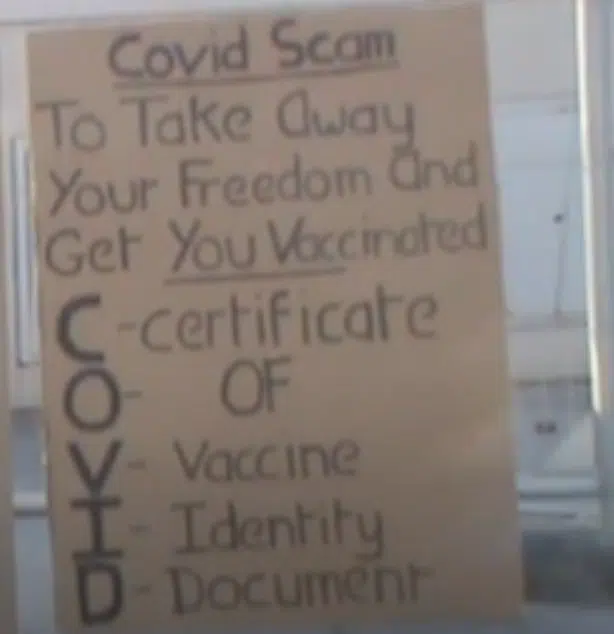 Covid Scam
To Take Away
Your Freedom And
Get You Vaccinated
C - certificate
O - OF
V - Vaccine
I - Identity
D - Document